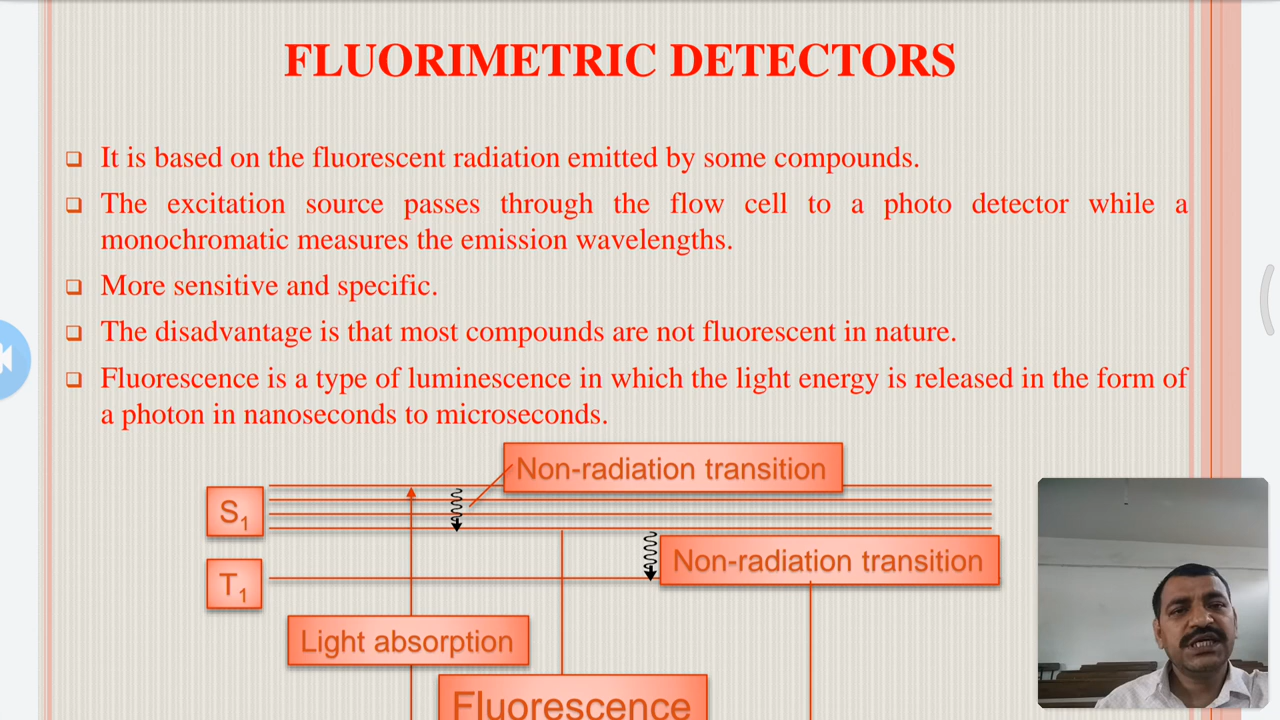 FLUORIMETRIC DETECTORS
It is based on the fluorescent radiation emitted by some compounds.
The excitation source passes through the flow cell to a photo detector while a
monochromatic measures the emission wavelengths.
More sensitive and specific.
The disadvantage is that most compounds are not fluorescent in nature.
Fluorescence is a type of luminescence in which the light energy is released in the form of
a photon in nanoseconds to microseconds.
Non-radiation transition
S1
Non-radiation transition
T1
Light absorption
Fluorescence